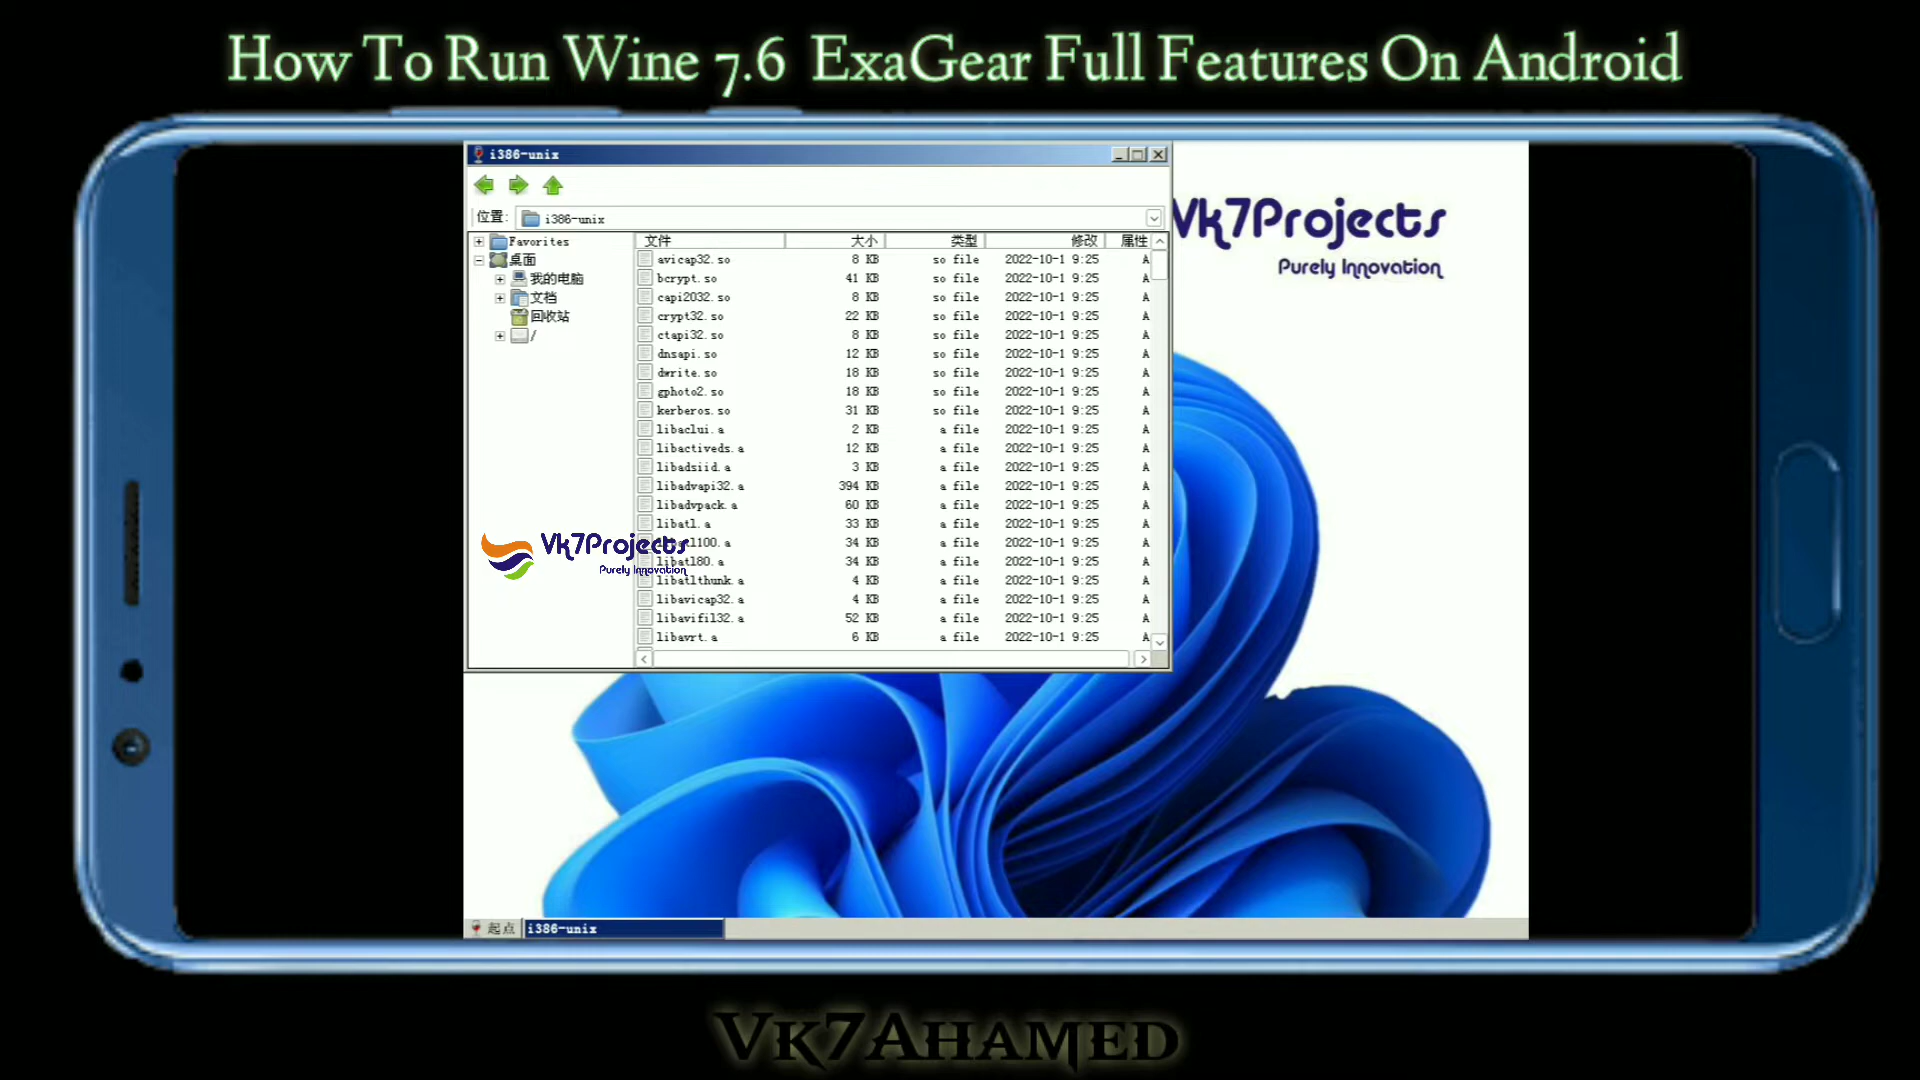 How To Run Wine 7.6 ExaGear Full Features On Android
i386-unix
位置:
i386-unix
Favorites
桌面
我的电脑
文档
回收站
/
文件 大小 类型 修改 属性
avicap32.so 8 KB so file 2022-10-1 9:25 A
bcrypt.so 41 KB so file 2022-10-1 9:25 A
capi2032.so 8 KB so file 2022-10-1 9:25 A
crypt32.so 22 KB so file 2022-10-1 9:25 A
ctapi32.so 8 KB so file 2022-10-1 9:25 A
dnsapi.so 12 KB so file 2022-10-1 9:25 A
dwrite.so 18 KB so file 2022-10-1 9:25 A
gphoto2.so 18 KB so file 2022-10-1 9:25 A
kerberos.so 31 KB so file 2022-10-1 9:25 A
libaclui.a 2 KB a file 2022-10-1 9:25 A
libactiveds.a 12 KB a file 2022-10-1 9:25 A
libadsiid.a 3 KB a file 2022-10-1 9:25 A
libadvapi32.a 394 KB a file 2022-10-1 9:25 A
libadvpack.a 60 KB a file 2022-10-1 9:25 A
libatl.a 33 KB a file 2022-10-1 9:25 A
libatl100.a 34 KB a file 2022-10-1 9:25 A
libatl80.a 34 KB a file 2022-10-1 9:25 A
libatlthunk.a 4 KB a file 2022-10-1 9:25 A
libavicap32.a 4 KB a file 2022-10-1 9:25 A
libavifil32.a 52 KB a file 2022-10-1 9:25 A
libavrt.a 6 KB a file 2022-10-1 9:25 A
Vk7Projects
Purely Innovation
Vk7Projects
Purely Innovation
起点 i386-unix
Vk7Ahamed